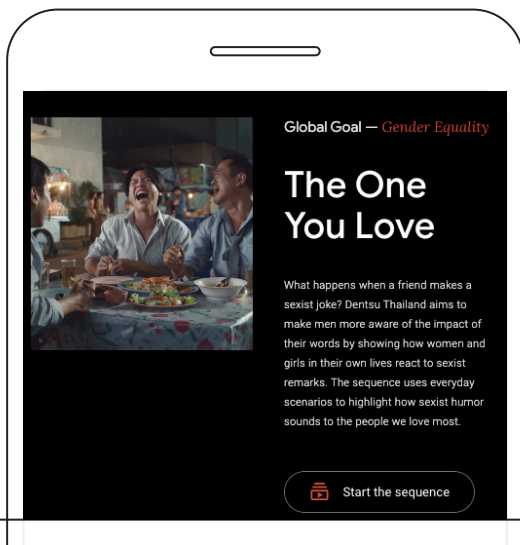 Global Goal — Gender Equality
The One
You Love
What happens when a friend makes a
sexist joke? Dentsu Thailand aims to
make men more aware of the impact of
their words by showing how women and
girls in their own lives react to sexist
remarks. The sequence uses everyday
scenarios to highlight how sexist humor
sounds to the people we love most.
Start the sequence